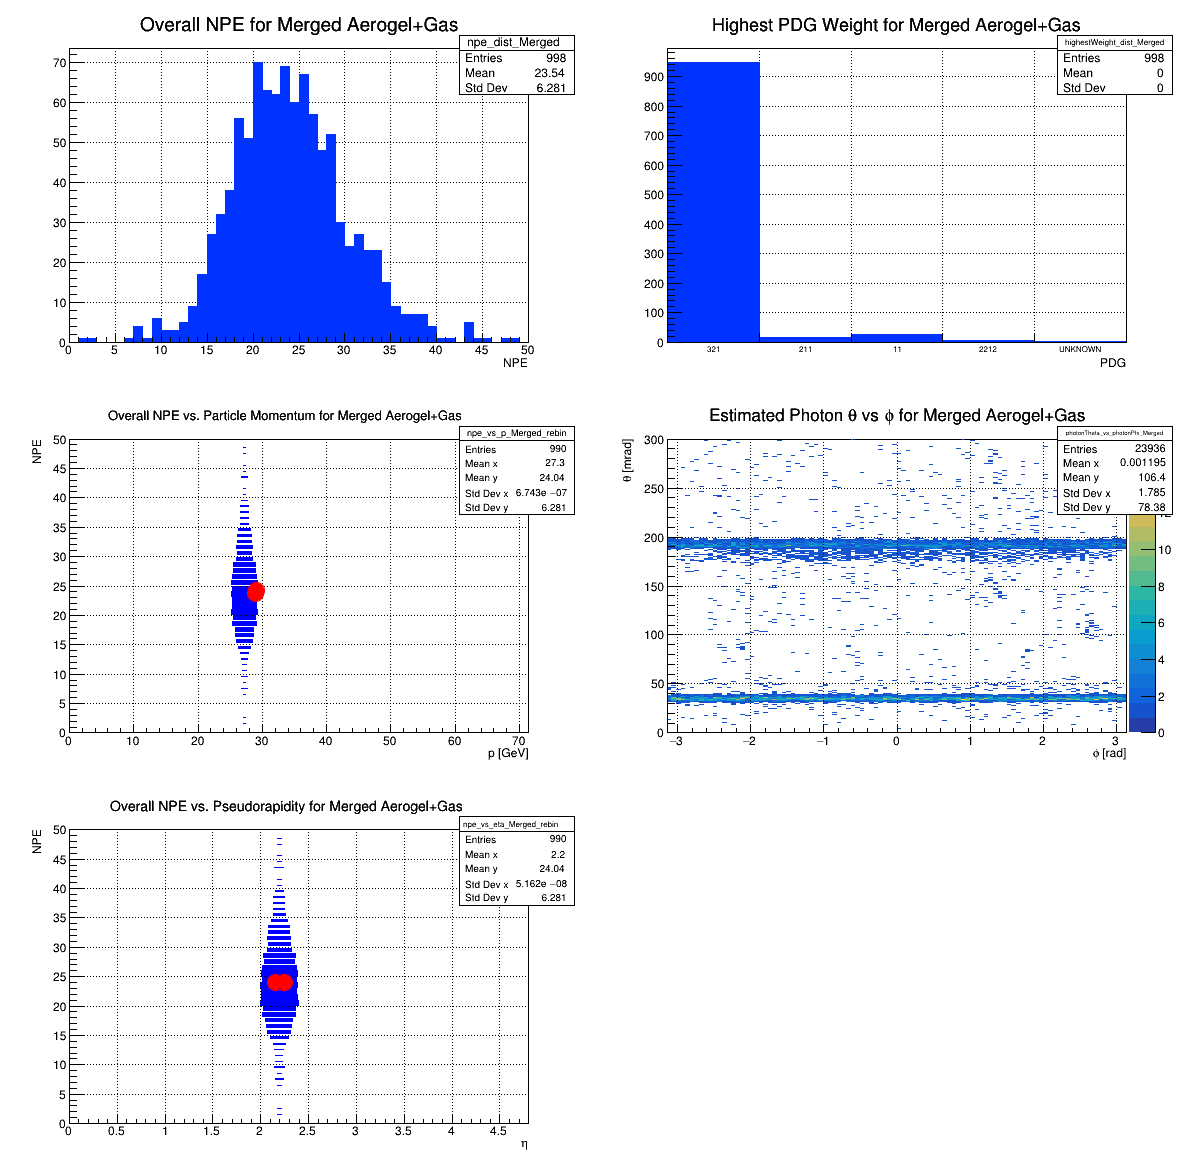 Overall NPE for Merged Aerogel+Gas
npe_dist_Merged
Entries 998
Mean 23.54
Std Dev 6.281
70
60
50
40
30
20
10
0
0 5 10 15 20 25 30 35 40 45 50
NPE
Highest PDG Weight for Merged Aerogel+Gas
highestWeight_dist_Merged
Entries 998
Mean 0
Std Dev 0
900
800
700
600
500
400
300
200
100
0
321 211 11 2212 UNKNOWN
PDG
Overall NPE vs. Particle Momentum for Merged Aerogel+Gas
npe_vs_p_Merged_rebin
Entries 990
Mean x 27.3
Mean y 24.04
Std Dev x 6.743e −07
Std Dev y 6.281
NPE
50
45
40
35
30
25
20
15
10
5
0
0 10 20 30 40 50 60 70
p [GeV]
Estimated Photon θ vs ϕ for Merged Aerogel+Gas
photonTheta_vs_photonPhi_Merged
Entries 23936
Mean x 0.001195
Mean y 106.4
Std Dev x 1.785
Std Dev y 78.38
θ [mrad]
300
250
200
150
100
50
0
−3 −2 −1 0 1 2 3
ϕ [rad]
10
8
6
4
2
0
Overall NPE vs. Pseudorapidity for Merged Aerogel+Gas
npe_vs_eta_Merged_rebin
Entries 990
Mean x 2.2
Mean y 24.04
Std Dev x 5.162e −08
Std Dev y 6.281
NPE
50
45
40
35
30
25
20
15
10
5
0
0 0.5 1 1.5 2 2.5 3 3.5 4 4.5
η